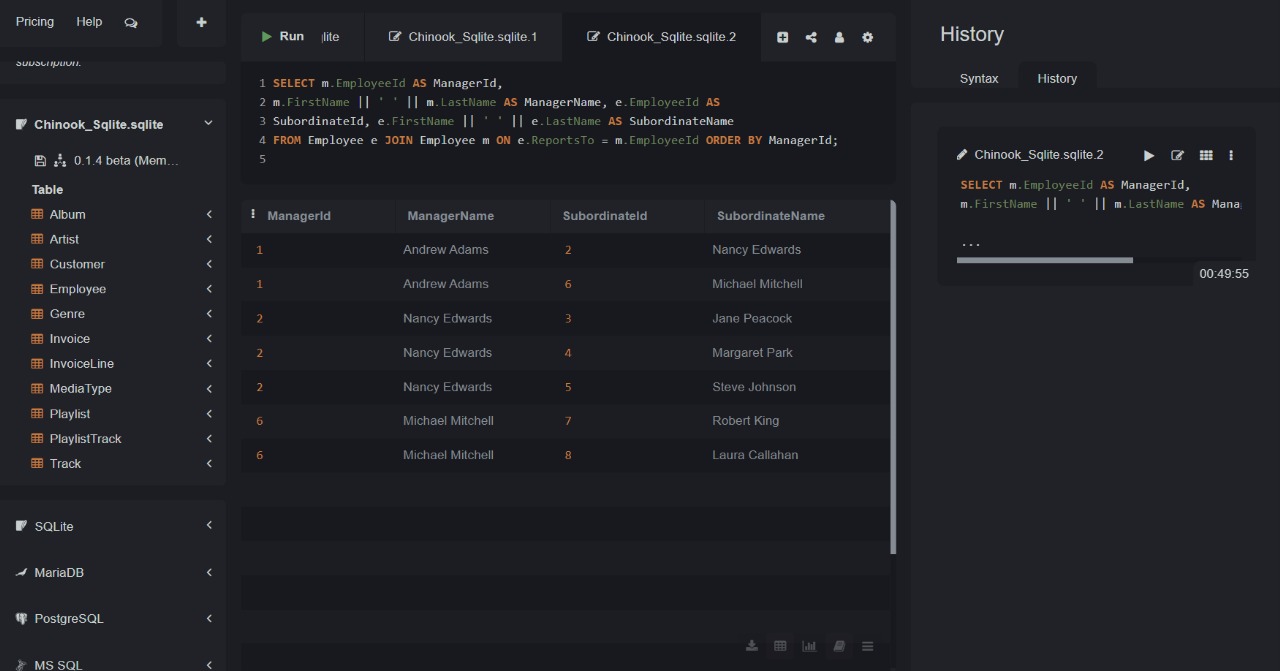 Pricing Help
subscription.
Chinook_Sqlite.sqlite
0.1.4 beta (Mem...
Table
Album
Artist
Customer
Employee
Genre
Invoice
InvoiceLine
MediaType
Playlist
PlaylistTrack
Track
SQLite
MariaDB
PostgreSQL
MS SQL
Run qlite Chinook_Sqlite.sqlite.1 Chinook_Sqlite.sqlite.2
1 SELECT m.EmployeeId AS ManagerId,
2 m.FirstName || ' ' || m.LastName AS ManagerName, e.EmployeeId AS
3 SubordinateId, e.FirstName || ' ' || e.LastName AS SubordinateName
4 FROM Employee e JOIN Employee m ON e.ReportsTo = m.EmployeeId ORDER BY ManagerId;
5
ManagerId ManagerName SubordinateId SubordinateName
1 Andrew Adams 2 Nancy Edwards
1 Andrew Adams 6 Michael Mitchell
2 Nancy Edwards 3 Jane Peacock
2 Nancy Edwards 4 Margaret Park
2 Nancy Edwards 5 Steve Johnson
6 Michael Mitchell 7 Robert King
6 Michael Mitchell 8 Laura Callahan
History
Syntax History
Chinook_Sqlite.sqlite.2
SELECT m.EmployeeId AS ManagerId,
m.FirstName || ' ' || m.LastName AS Mana
...
00:49:55